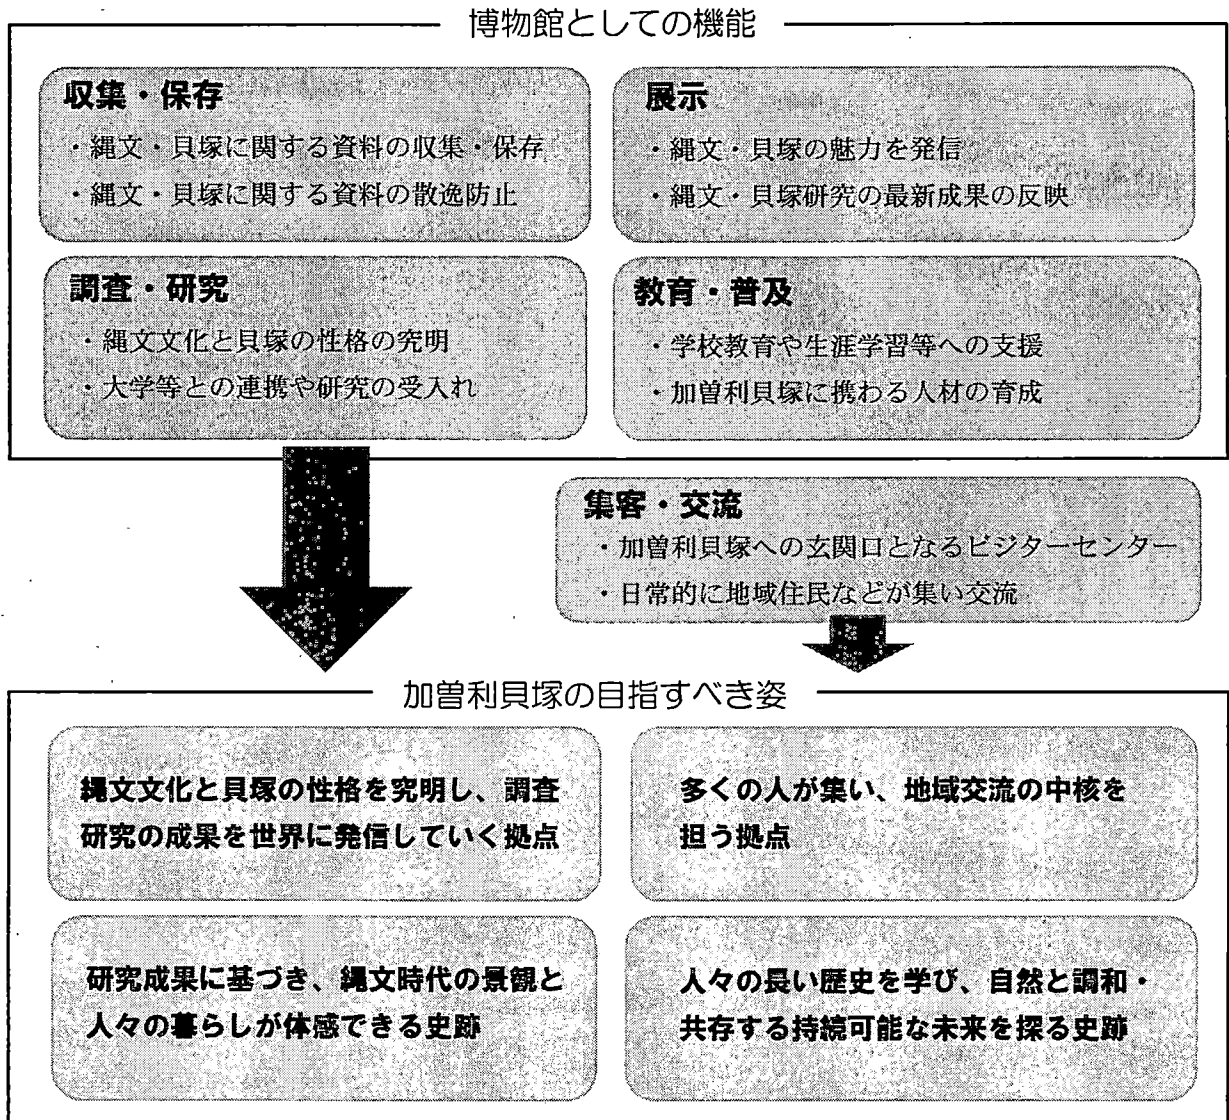 博物館としての機能
収集・保存
・縄文・貝塚に関する資料の収集・保存
・縄文・貝塚に関する資料の散逸防止
展示
・縄文・貝塚の魅力を発信
・縄文・貝塚研究の最新成果の反映
調査・研究
・縄文文化と貝塚の性格の究明
・大学等との連携や研究の受入れ
教育・普及
・学校教育や生涯学習等への支援
・加曽利貝塚に携わる人材の育成
集客・交流
・加曽利貝塚への玄関口となるビジターセンター
・日常的に地域住民などが集い交流
加曽利貝塚の目指すべき姿
縄文文化と貝塚の性格を究明し、調査
研究の成果を世界に発信していく拠点
多くの人が集い、地域交流の中核を
担う拠点
研究成果に基づき、縄文時代の景観と
人々の暮らしが体感できる史跡
人々の長い歴史を学び、自然と調和・
共存する持続可能な未来を探る史跡